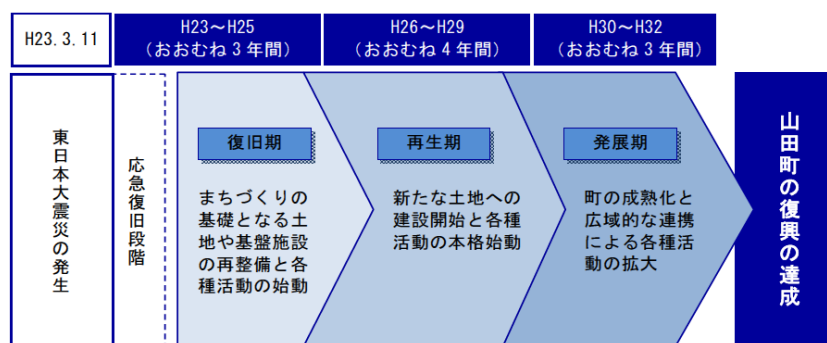 H23.3.11
H23～H25
（おおむね３年間）
H26～H29
（おおむね４年間）
H30～H32
（おおむね３年間）
東日本大震災の発生
応急復旧段階
復旧期
まちづくりの
基礎となる土
地や基盤施設
の再整備と各
種活動の始動
再生期
新たな土地への
建設開始と各種
活動の本格始動
発展期
町の成熟化と
広域的な連携
による各種活
動の拡大
山田町の復興の達成